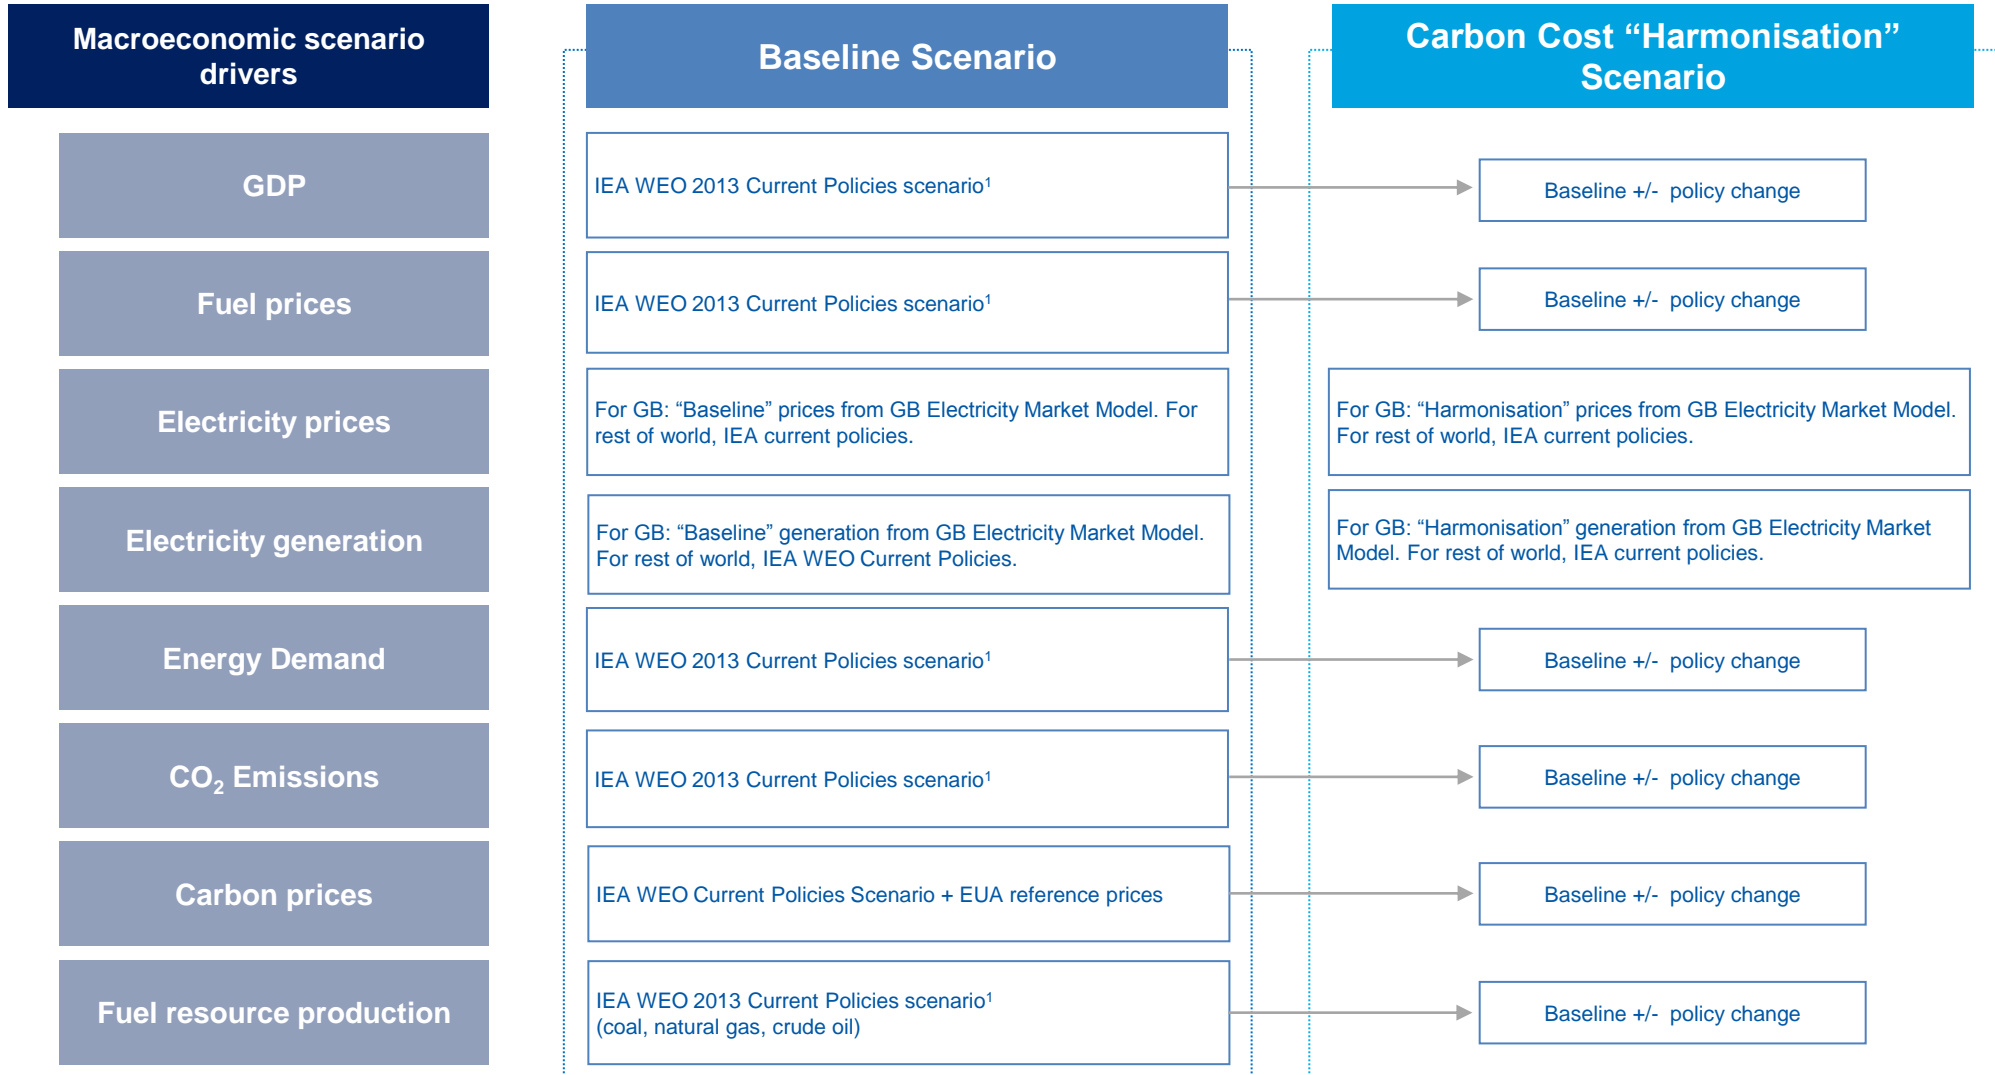 Macroeconomic scenario
drivers
Baseline Scenario
Carbon Cost “Harmonisation”
Scenario
GDP
IEA WEO 2013 Current Policies scenario¹
Baseline +/- policy change
Fuel prices
IEA WEO 2013 Current Policies scenario¹
Baseline +/- policy change
Electricity prices
For GB: “Baseline” prices from GB Electricity Market Model. For
rest of world, IEA current policies.
For GB: “Harmonisation” prices from GB Electricity Market Model.
For rest of world, IEA current policies.
Electricity generation
For GB: “Baseline” generation from GB Electricity Market Model.
For rest of world, IEA WEO Current Policies.
For GB: “Harmonisation” generation from GB Electricity Market
Model. For rest of world, IEA current policies.
Energy Demand
IEA WEO 2013 Current Policies scenario¹
Baseline +/- policy change
CO₂ Emissions
IEA WEO 2013 Current Policies scenario¹
Baseline +/- policy change
Carbon prices
IEA WEO Current Policies Scenario + EUA reference prices
Baseline +/- policy change
Fuel resource production
IEA WEO 2013 Current Policies scenario¹
(coal, natural gas, crude oil)
Baseline +/- policy change